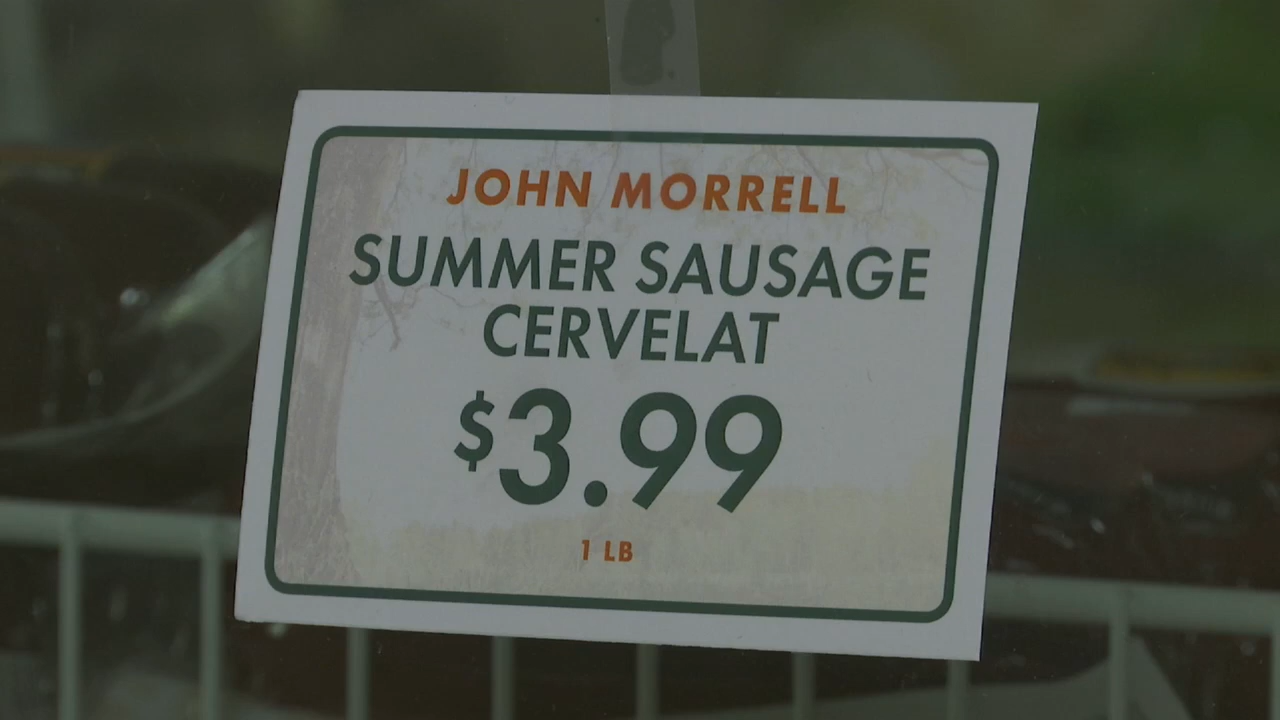 JOHN MORRELL
SUMMER SAUSAGE
CERVELAT
$3.99
1 LB